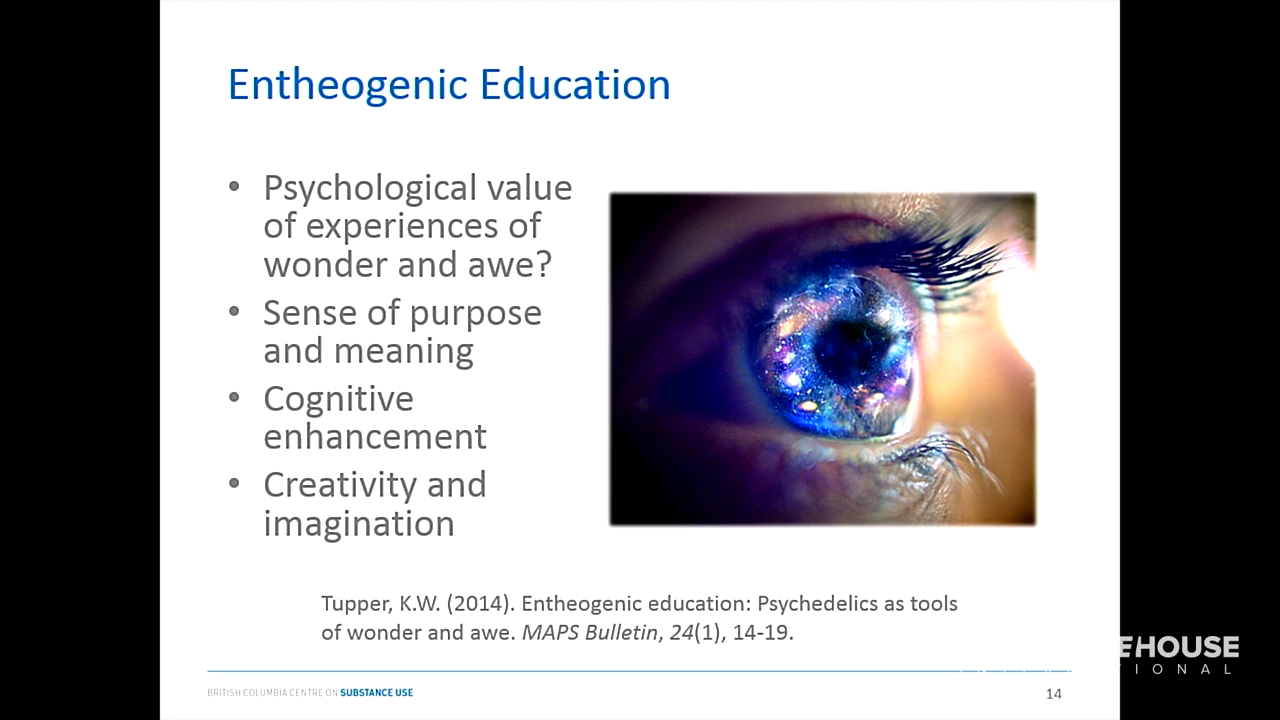 Entheogenic Education
• Psychological value
of experiences of
wonder and awe?
• Sense of purpose
and meaning
• Cognitive
enhancement
• Creativity and
imagination
Tupper, K.W. (2014). Entheogenic education: Psychedelics as tools
of wonder and awe. MAPS Bulletin, 24(1), 14-19.
BRITISH COLUMBIA CENTRE ON SUBSTANCE USE
14
EHOUSE
TIONAL